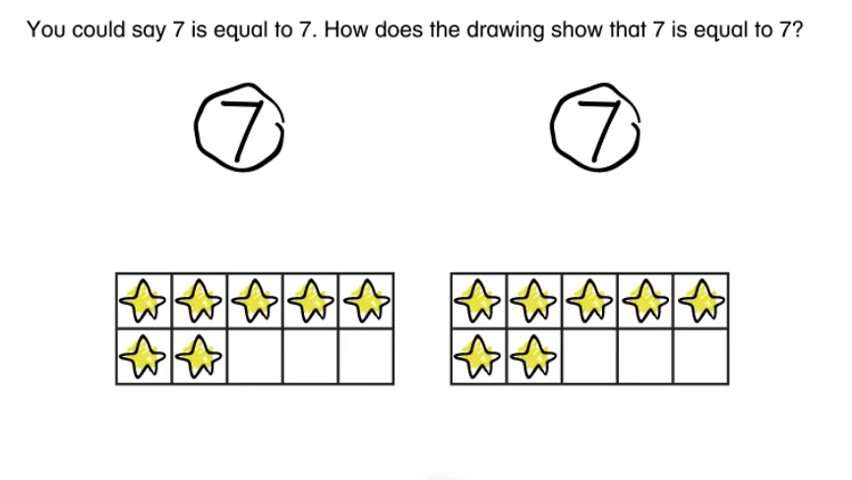 You could say 7 is equal to 7. How does the drawing show that 7 is equal to 7?
7 7